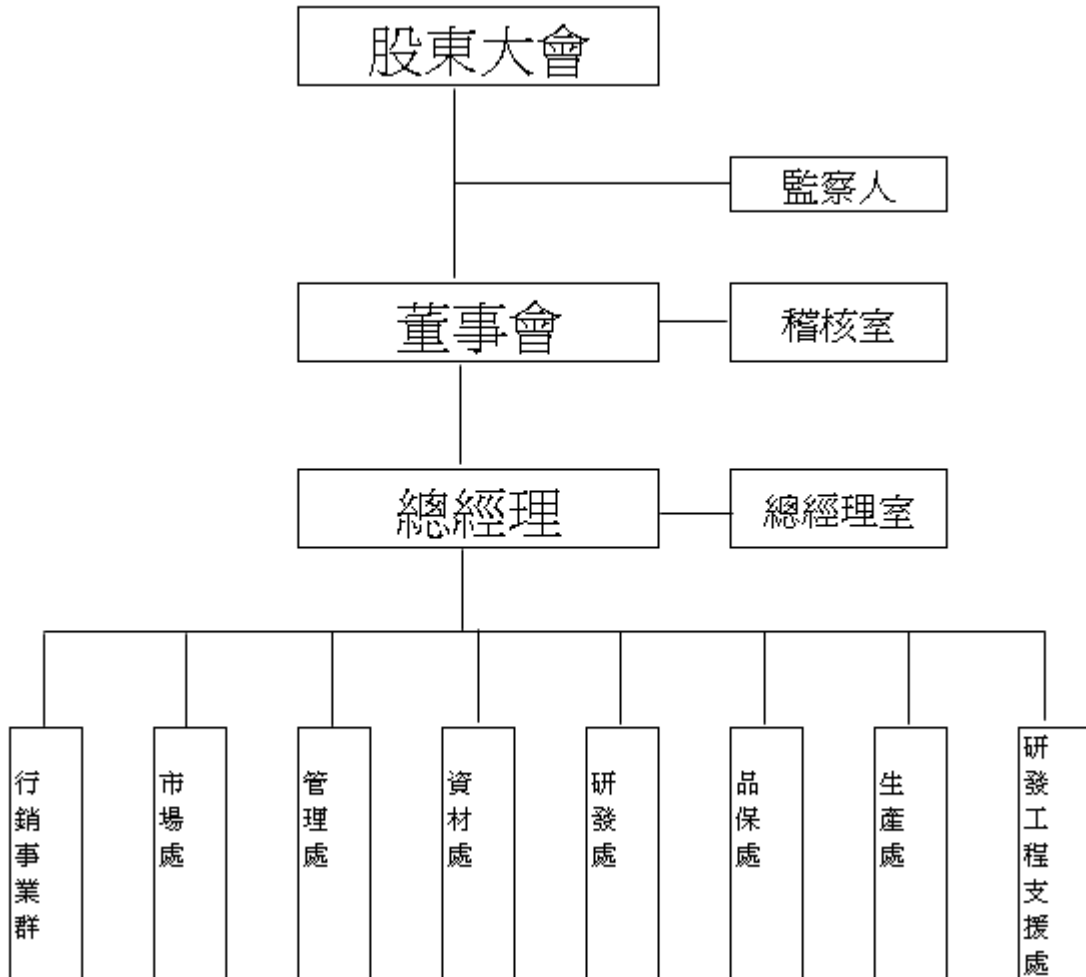 股東大會
監察人
董事會
稽核室
總經理
總經理室
行銷事業群
市場處
管理處
資材處
研發處
品保處
生產處
研發工程支援處